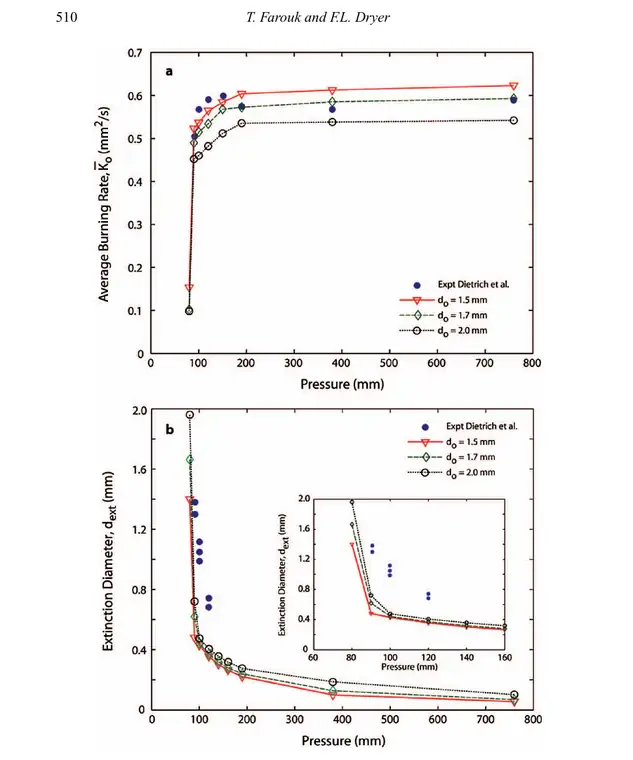 510
T. Farouk and F.L. Dryer
0.7
0.6
0.5
0.4
0.3
0.2
0.1
0
a
Average Burning Rate, K̅o (mm²/s)
Expt Dietrich et al.
do = 1.5 mm
do = 1.7 mm
do = 2.0 mm
0 100 200 300 400 500 600 700 800
Pressure (mm)
2.0
1.6
1.2
0.8
0.4
0
b
Extinction Diameter, dext (mm)
Expt Dietrich et al.
do = 1.5 mm
do = 1.7 mm
do = 2.0 mm
2.0
1.6
1.2
0.8
0.4
0
Extinction Diameter, dext (mm)
60 80 100 120 140 160
Pressure (mm)
0 100 200 300 400 500 600 700 800
Pressure (mm)